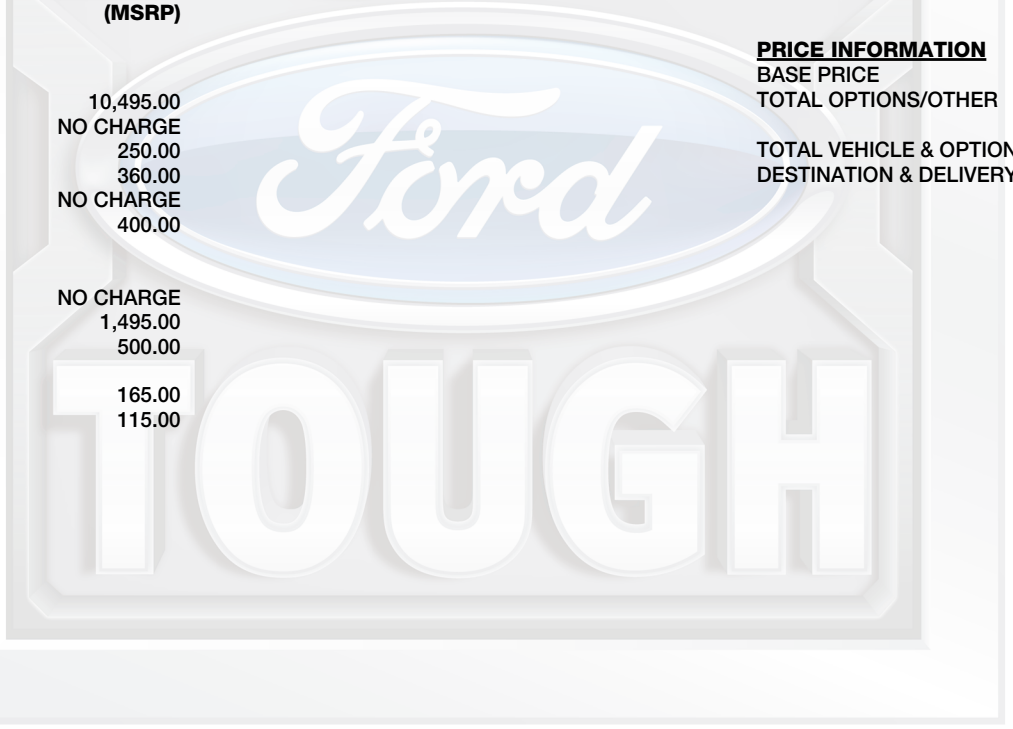 (MSRP)
10,495.00
NO CHARGE
250.00
360.00
NO CHARGE
400.00
NO CHARGE
1,495.00
500.00
165.00
115.00
PRICE INFORMATION
BASE PRICE
TOTAL OPTIONS/OTHER
TOTAL VEHICLE & OPTION
DESTINATION & DELIVERY
Ford
TOUGH